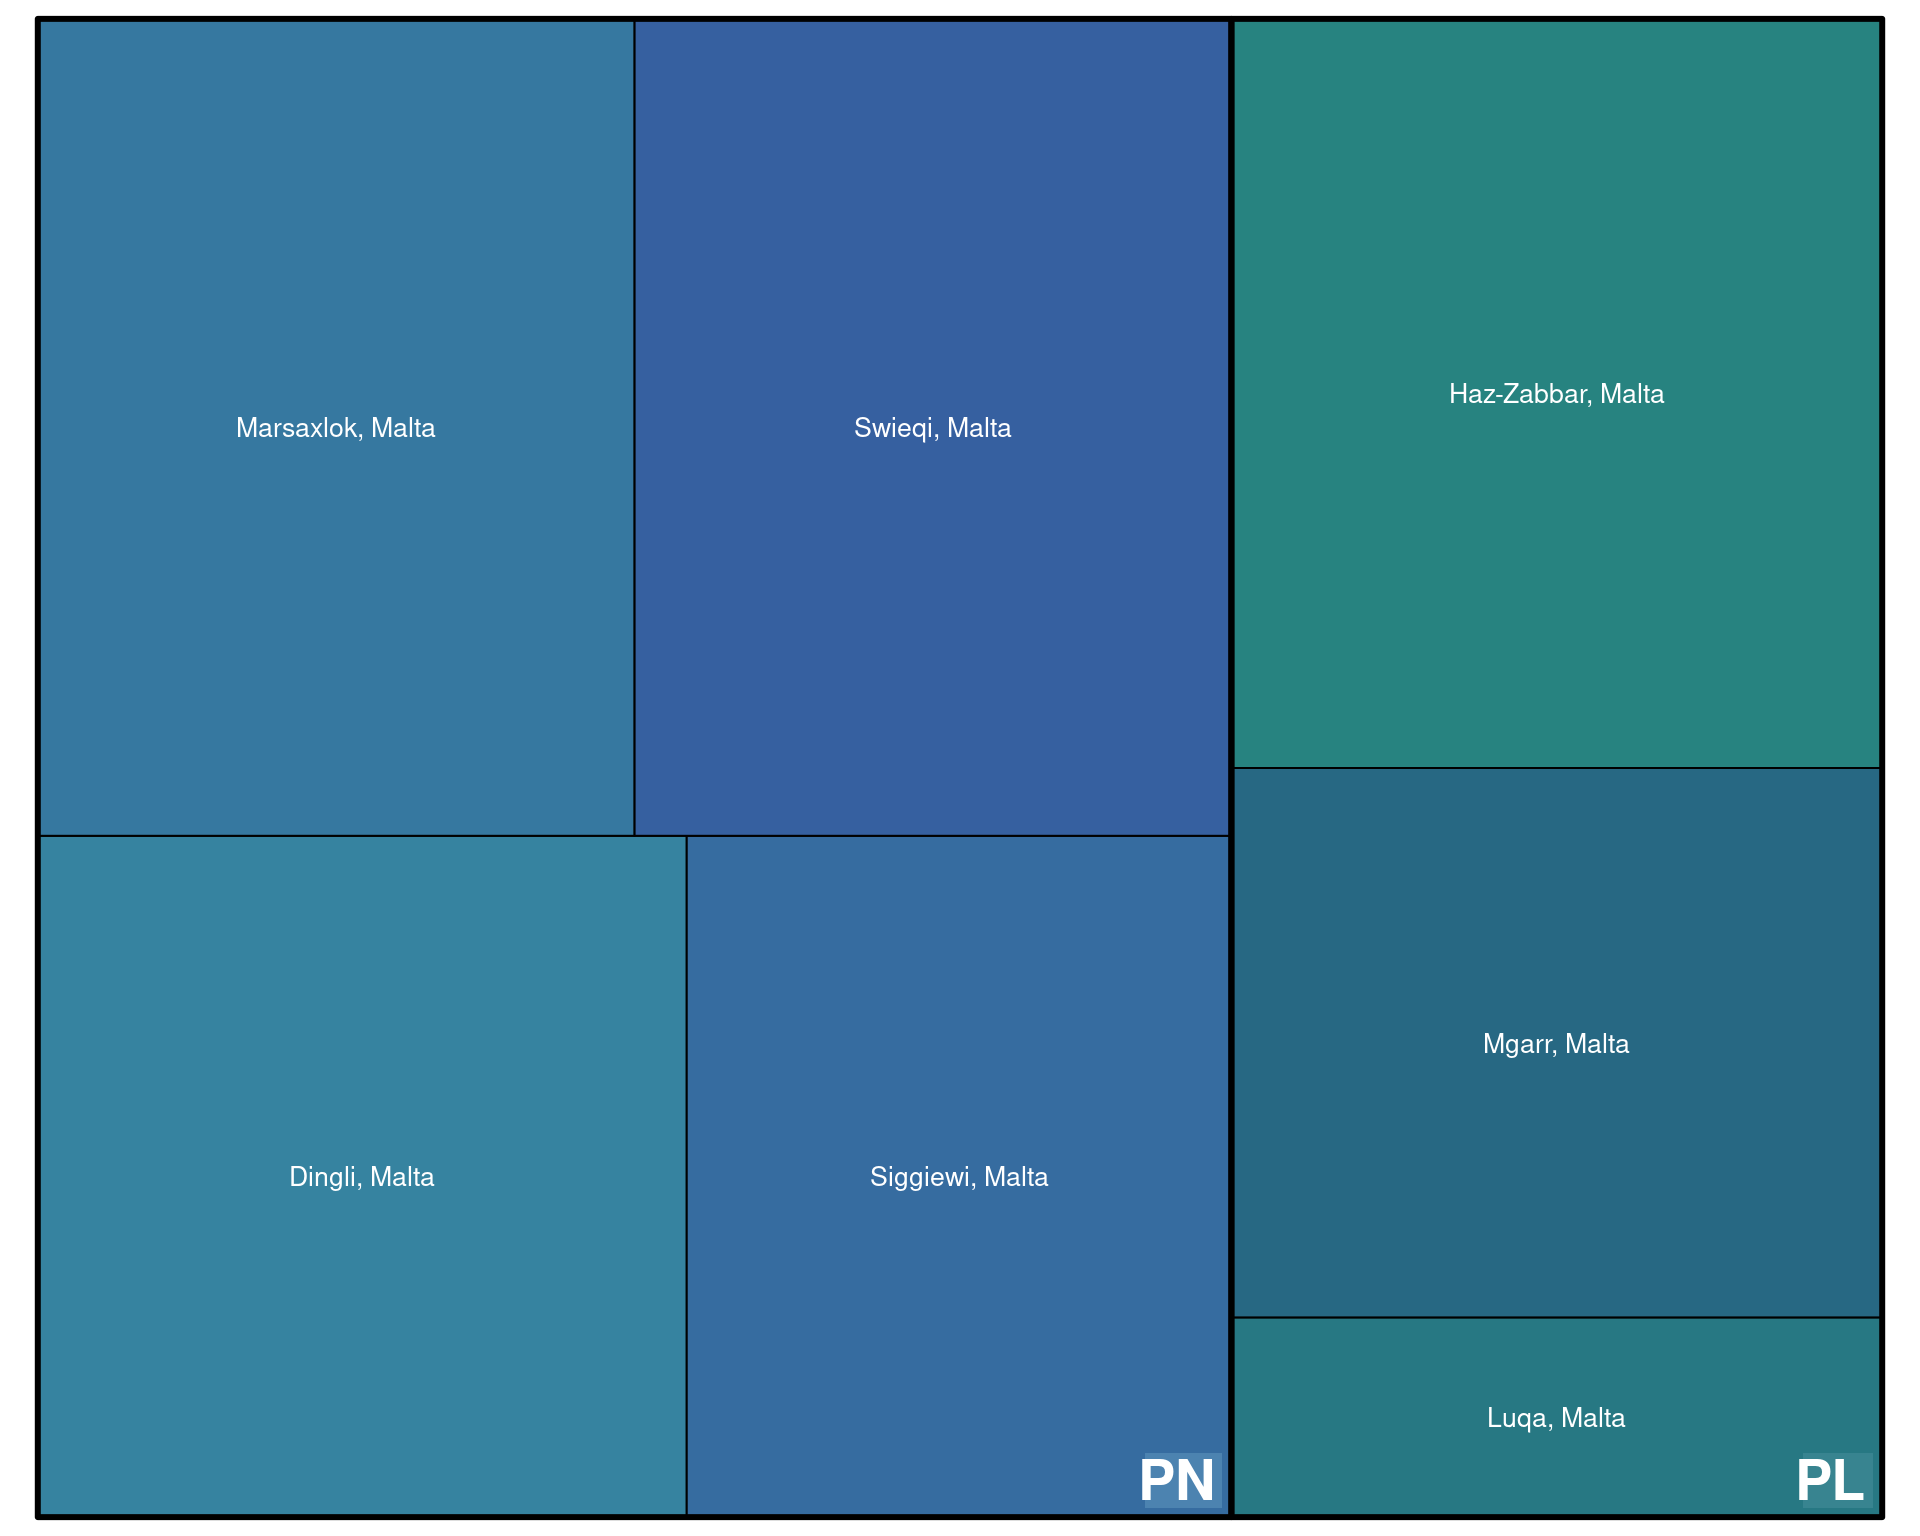 Marsaxlok, Malta
Swieqi, Malta
Haz-Zabbar, Malta
Dingli, Malta
Siggiewi, Malta
Mgarr, Malta
Luqa, Malta
PN
PL